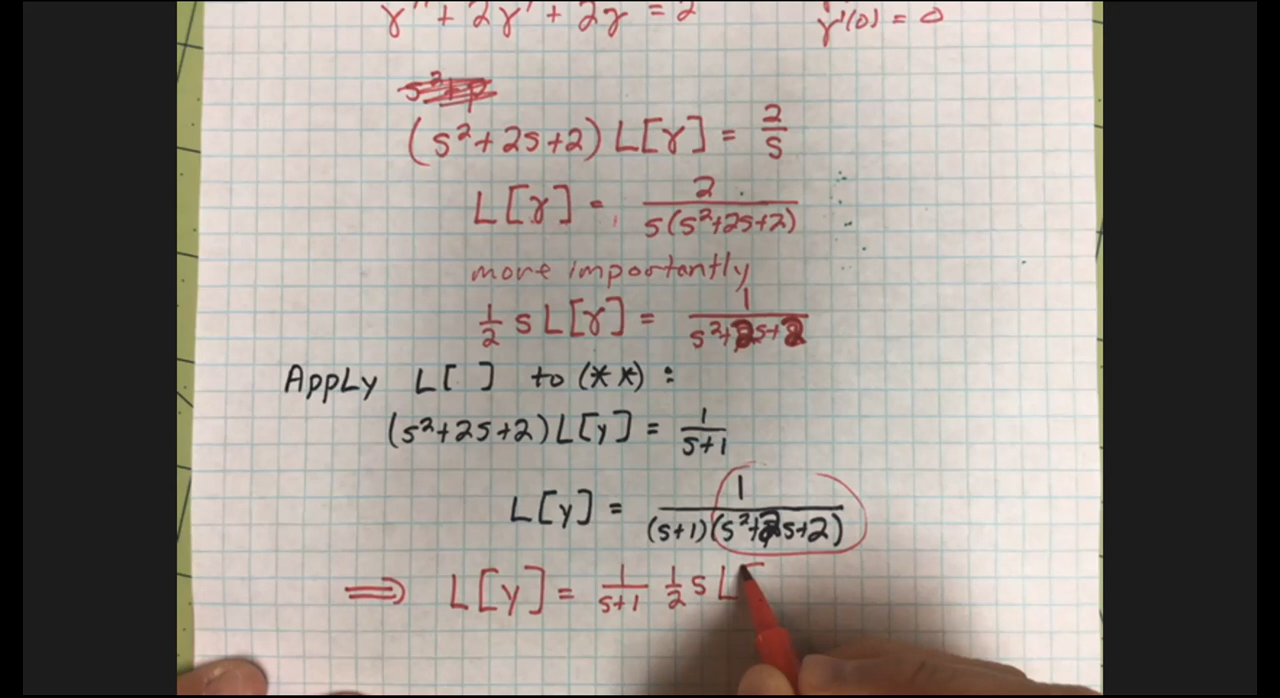 γ'' + 2γ' + 2γ = 2 γ'(0) = 0
(s²+2s+2) L[γ] = 2/s
L[γ] = 2/(s(s²+2s+2))
more importantly
1/2 s L[γ] = 1/(s²+2s+2)
Apply L[ ] to (**) :
(s²+2s+2) L[y] = 1/(s+1)
L[y] = 1/((s+1)(s²+2s+2))
⟹ L[y] = 1/(s+1) 1/2 s L[